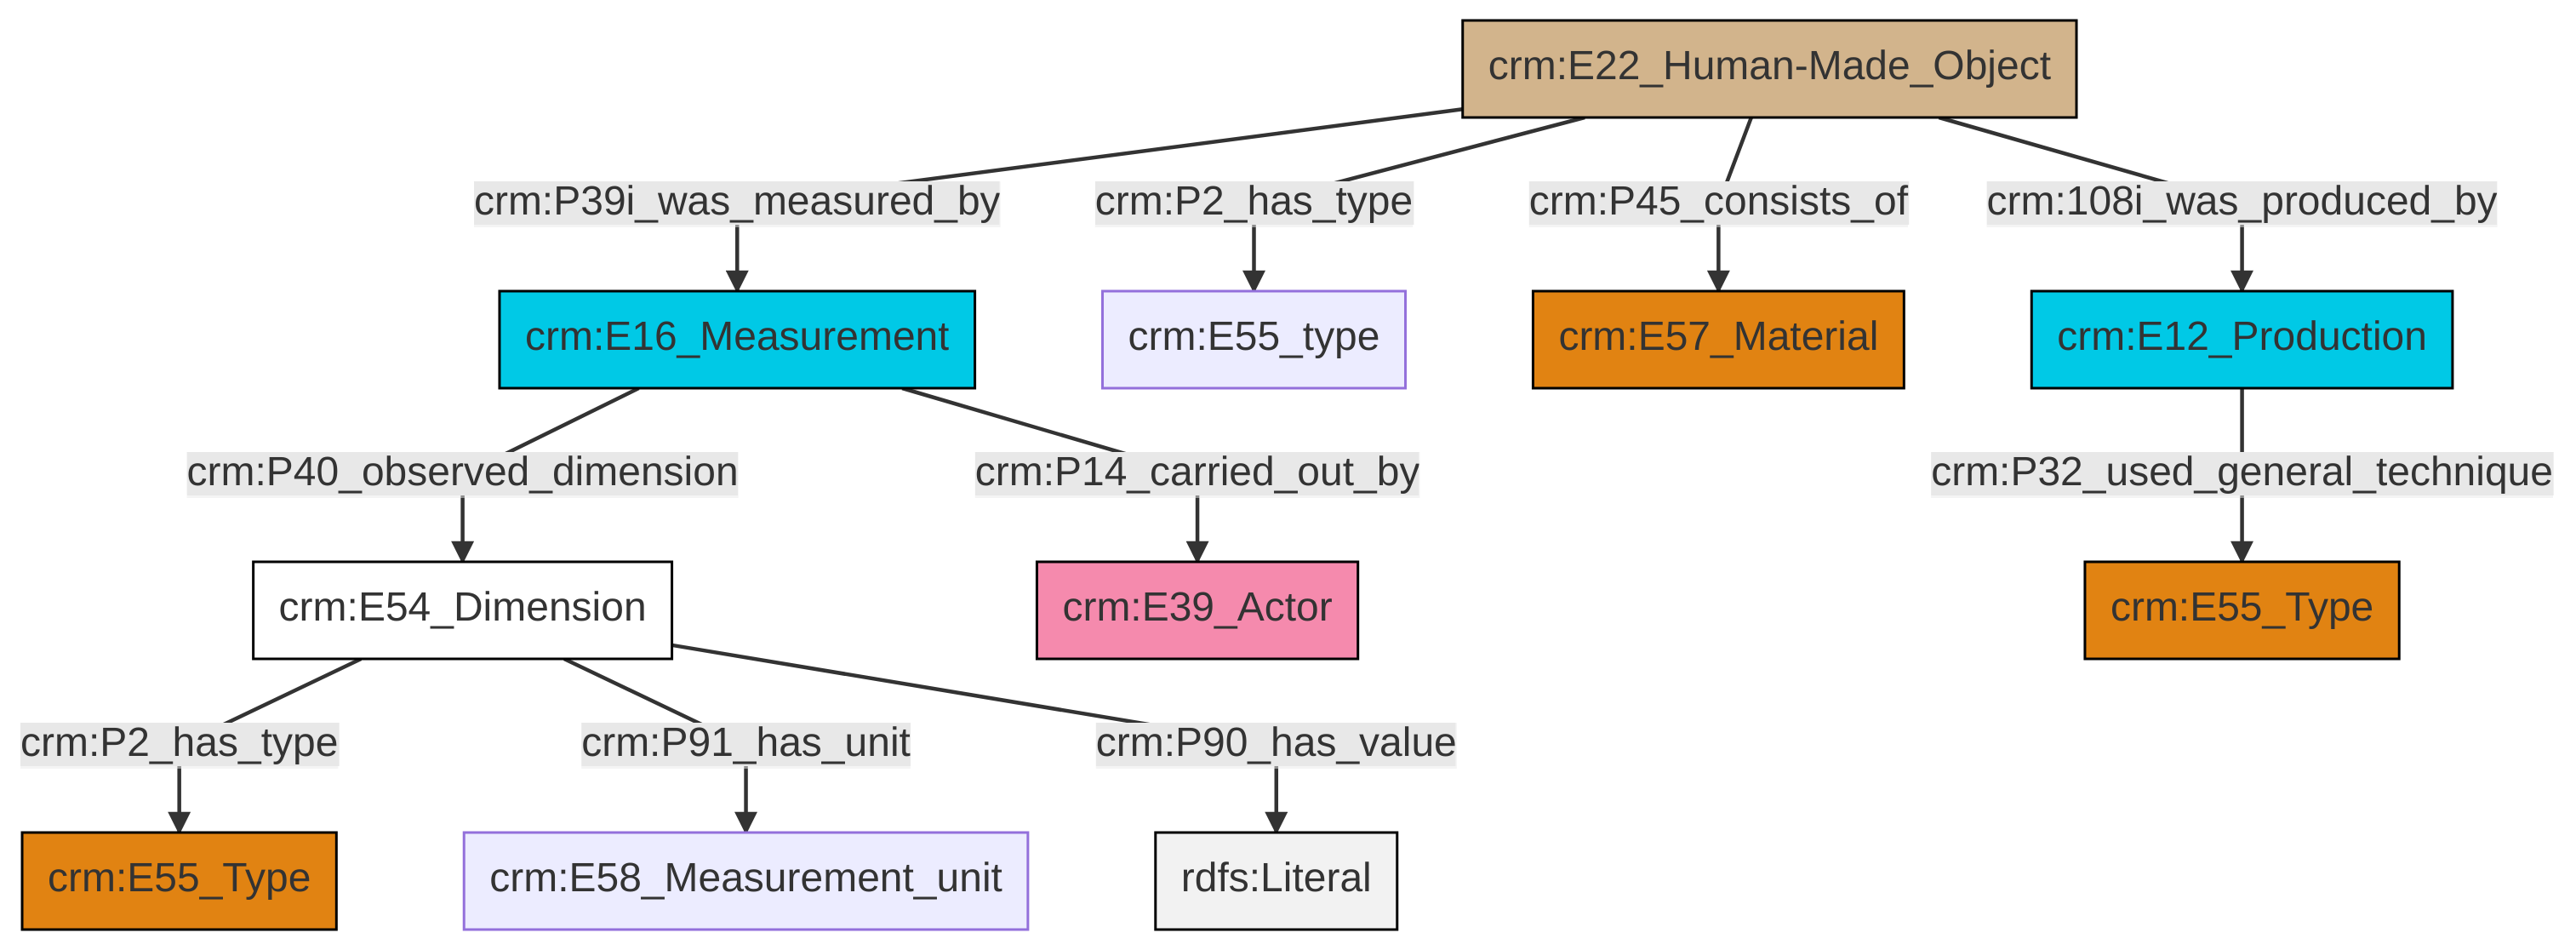 crm:E22_Human-Made_Object
crm:P39i_was_measured_by
crm:P2_has_type
crm:P45_consists_of
crm:108i_was_produced_by
crm:E16_Measurement
crm:E55_type
crm:E57_Material
crm:E12_Production
crm:P40_observed_dimension
crm:P14_carried_out_by
crm:P32_used_general_technique
crm:E54_Dimension
crm:E39_Actor
crm:E55_Type
crm:P2_has_type
crm:P91_has_unit
crm:P90_has_value
crm:E55_Type
crm:E58_Measurement_unit
rdfs:Literal